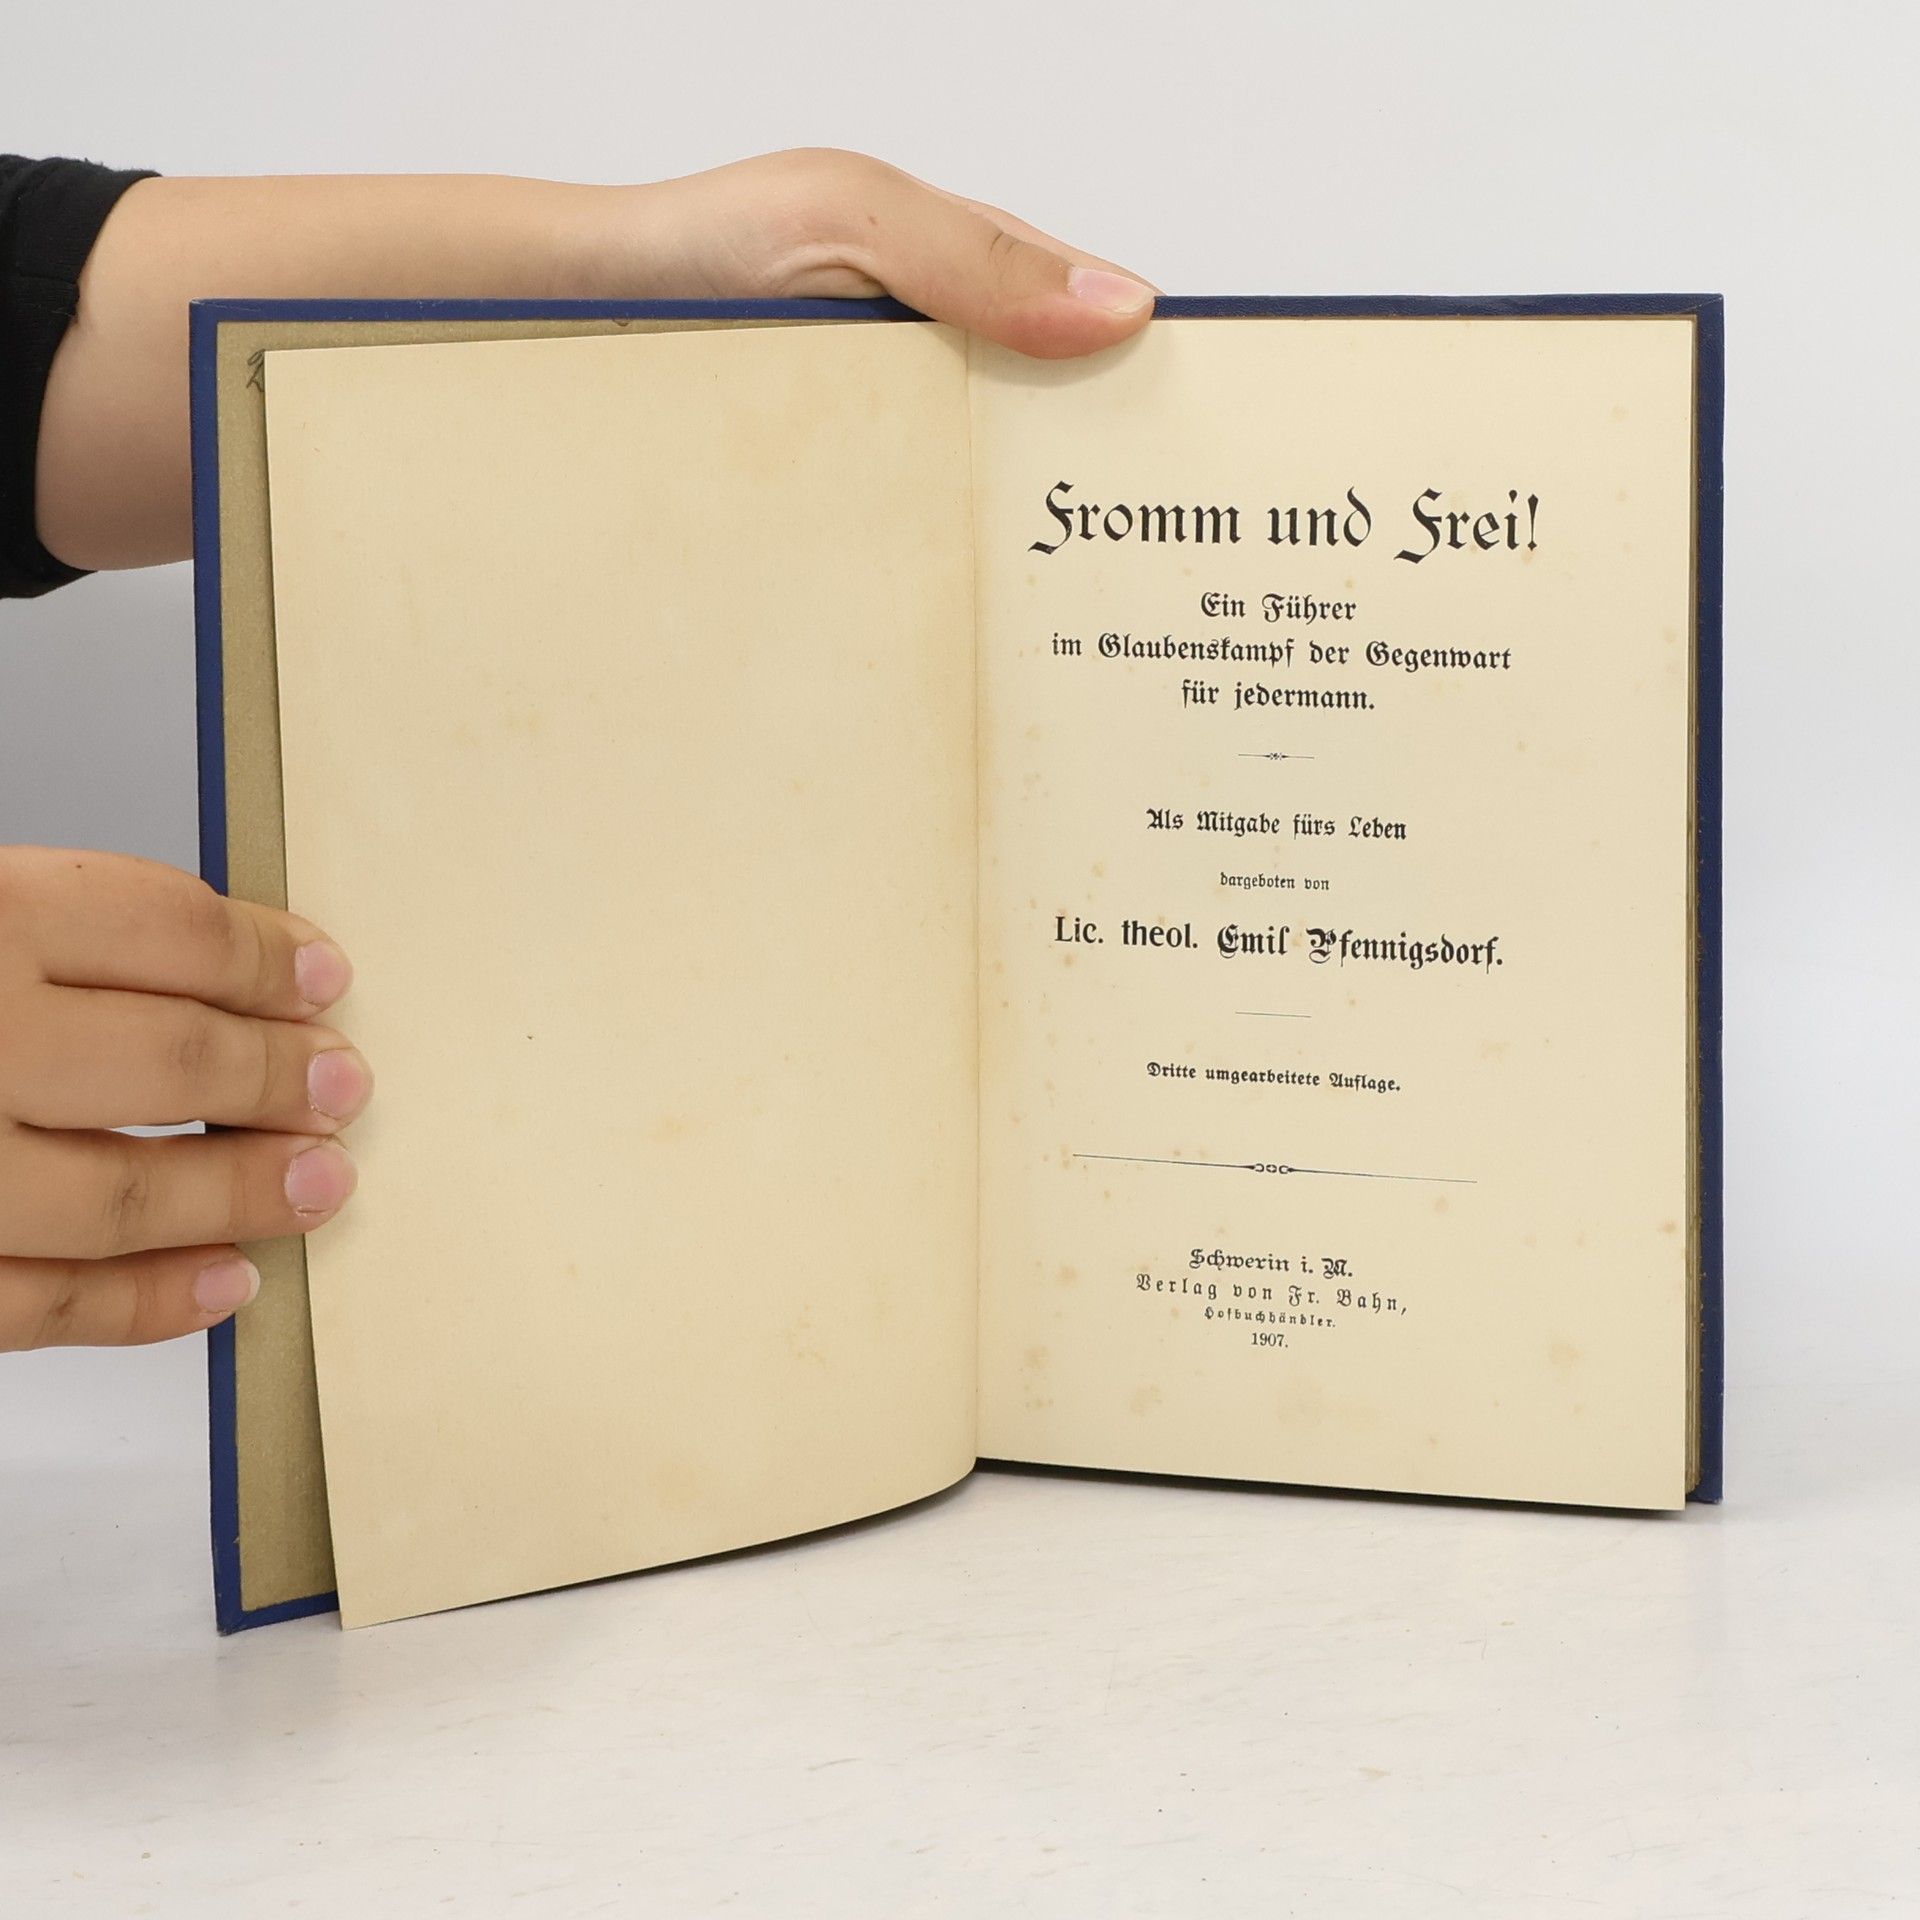 Fromm und Frei!
Ein Führer
im Glaubenskampf der Gegenwart
für jedermann.
Als Mitgabe fürs Leben
dargeboten von
Lic. theol. Emil Pfennigsdorf.
Dritte umgearbeitete Auflage.
Schwerin i. M.
Verlag von Fr. Bahn,
Hofbuchhändler.
1907.